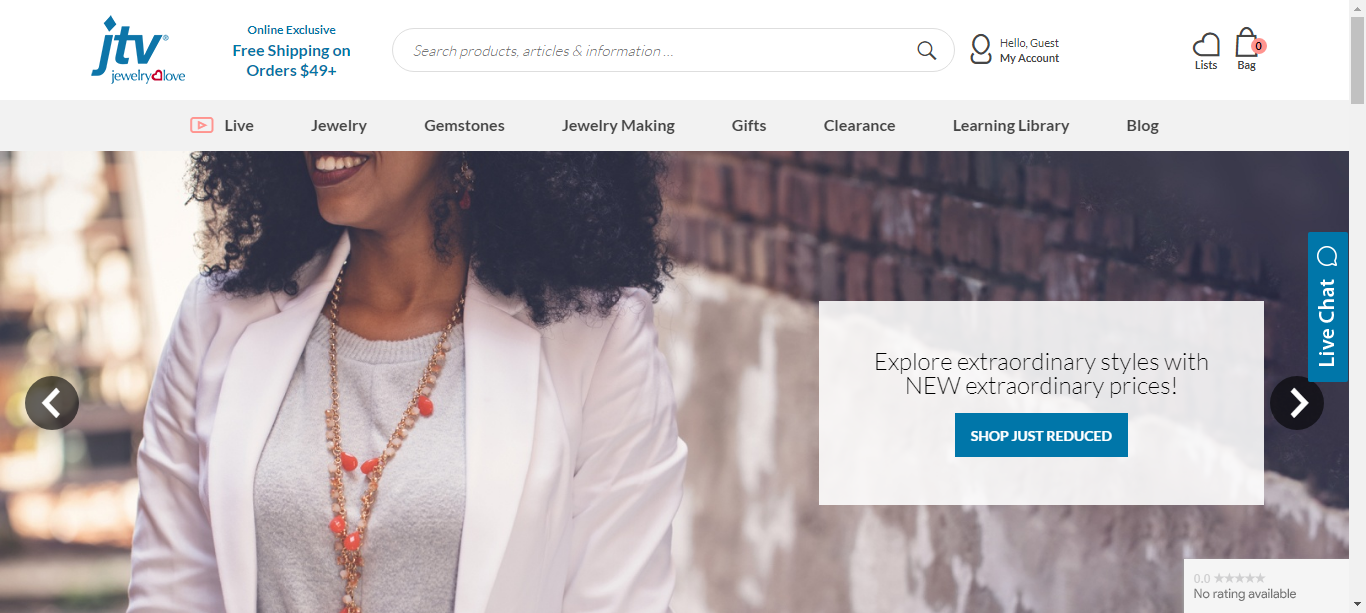 jtv®
jewelry love
Online Exclusive
Free Shipping on
Orders $49+
Search products, articles & information ...
Hello, Guest
My Account
Lists
0
Bag
Live
Jewelry
Gemstones
Jewelry Making
Gifts
Clearance
Learning Library
Blog
Explore extraordinary styles with
NEW extraordinary prices!
SHOP JUST REDUCED
Live Chat
0.0 ★★★★★
No rating available